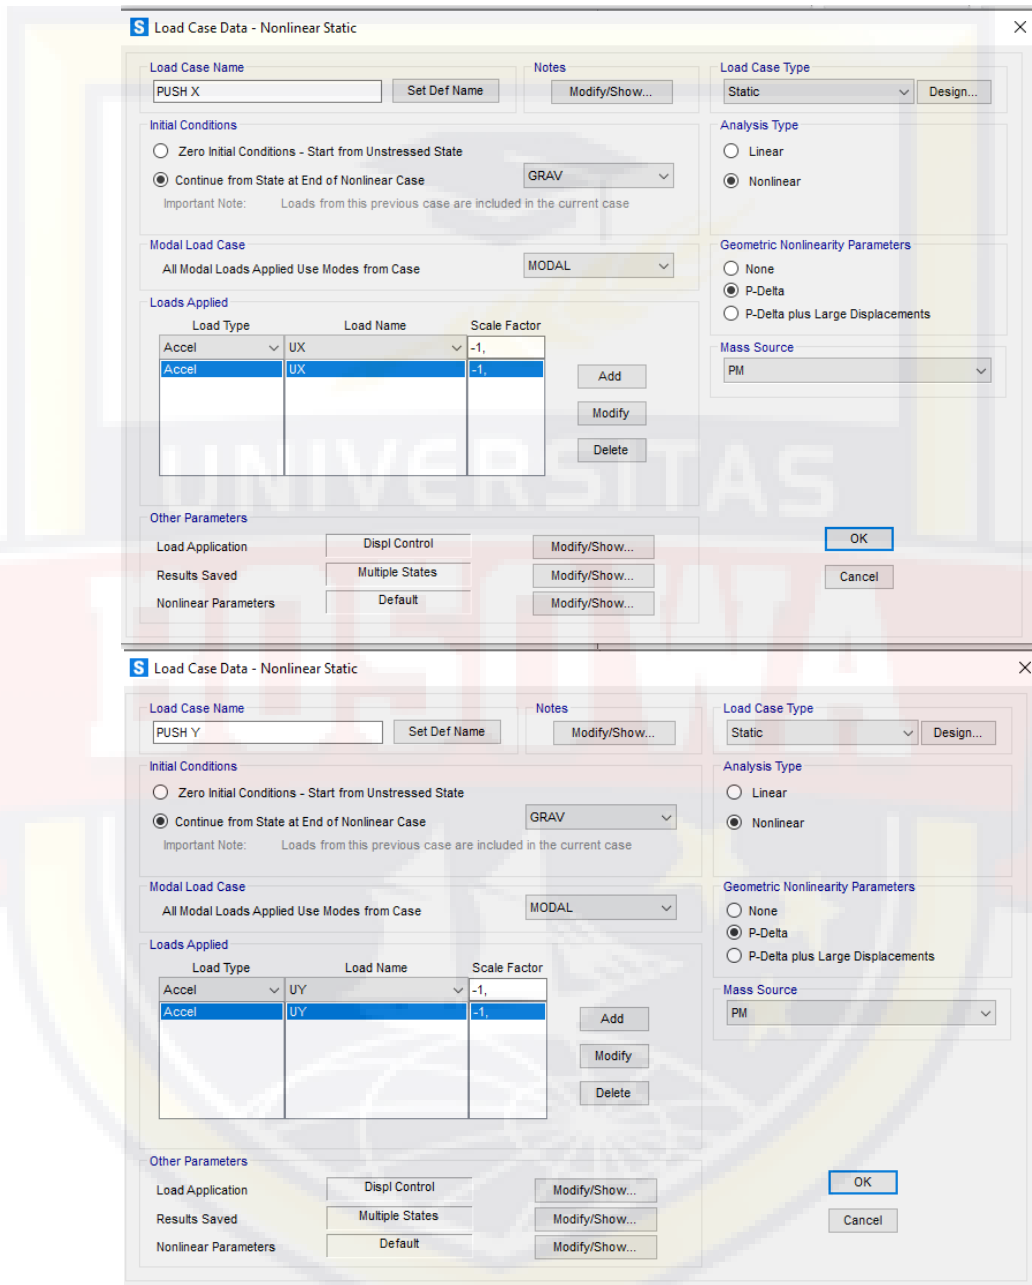 S Load Case Data - Nonlinear Static
Load Case Name
PUSH X
Set Def Name
Notes
Modify/Show...
Load Case Type
Static
Design...
Initial Conditions
Zero Initial Conditions - Start from Unstressed State
Continue from State at End of Nonlinear Case
GRAV
Important Note: Loads from this previous case are included in the current case
Analysis Type
Linear
Nonlinear
Modal Load Case
All Modal Loads Applied Use Modes from Case
MODAL
Geometric Nonlinearity Parameters
None
P-Delta
P-Delta plus Large Displacements
Loads Applied
Load Type Load Name Scale Factor
Accel UX -1,
Accel UX -1,
Add
Modify
Delete
Mass Source
PM
Other Parameters
Load Application Displ Control Modify/Show...
Results Saved Multiple States Modify/Show...
Nonlinear Parameters Default Modify/Show...
OK
Cancel
UNIVERSITAS
BOSOWA
S Load Case Data - Nonlinear Static
Load Case Name
PUSH Y
Set Def Name
Notes
Modify/Show...
Load Case Type
Static
Design...
Initial Conditions
Zero Initial Conditions - Start from Unstressed State
Continue from State at End of Nonlinear Case
GRAV
Important Note: Loads from this previous case are included in the current case
Analysis Type
Linear
Nonlinear
Modal Load Case
All Modal Loads Applied Use Modes from Case
MODAL
Geometric Nonlinearity Parameters
None
P-Delta
P-Delta plus Large Displacements
Loads Applied
Load Type Load Name Scale Factor
Accel UY -1,
Accel UY -1,
Add
Modify
Delete
Mass Source
PM
Other Parameters
Load Application Displ Control Modify/Show...
Results Saved Multiple States Modify/Show...
Nonlinear Parameters Default Modify/Show...
OK
Cancel